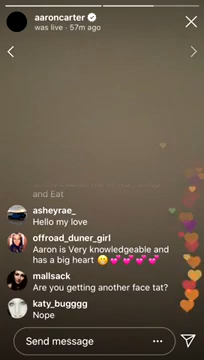 aaroncarter
was live · 57m ago
and Eat
asheyrae_
Hello my love
offroad_duner_girl
Aaron is Very knowledgeable and
has a big heart 😬💞💞💞💞
mallsack
Are you getting another face tat?
katy_bugggg
Nope
Send message